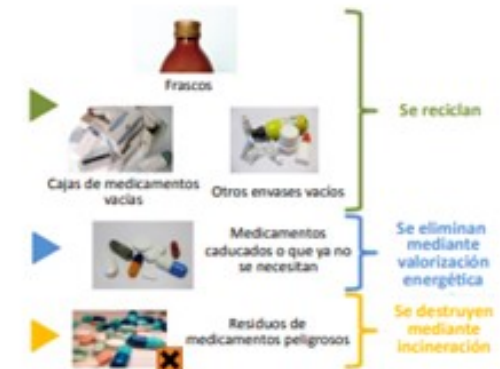 Frascos
Cajas de medicamentos
vacías
Otros envases vacíos
Se reciclan
Medicamentos
caducados o que ya no
se necesitan
Se eliminan
mediante
valorización
energética
Residuos de
medicamentos peligrosos
Se destruyen
mediante
incineración